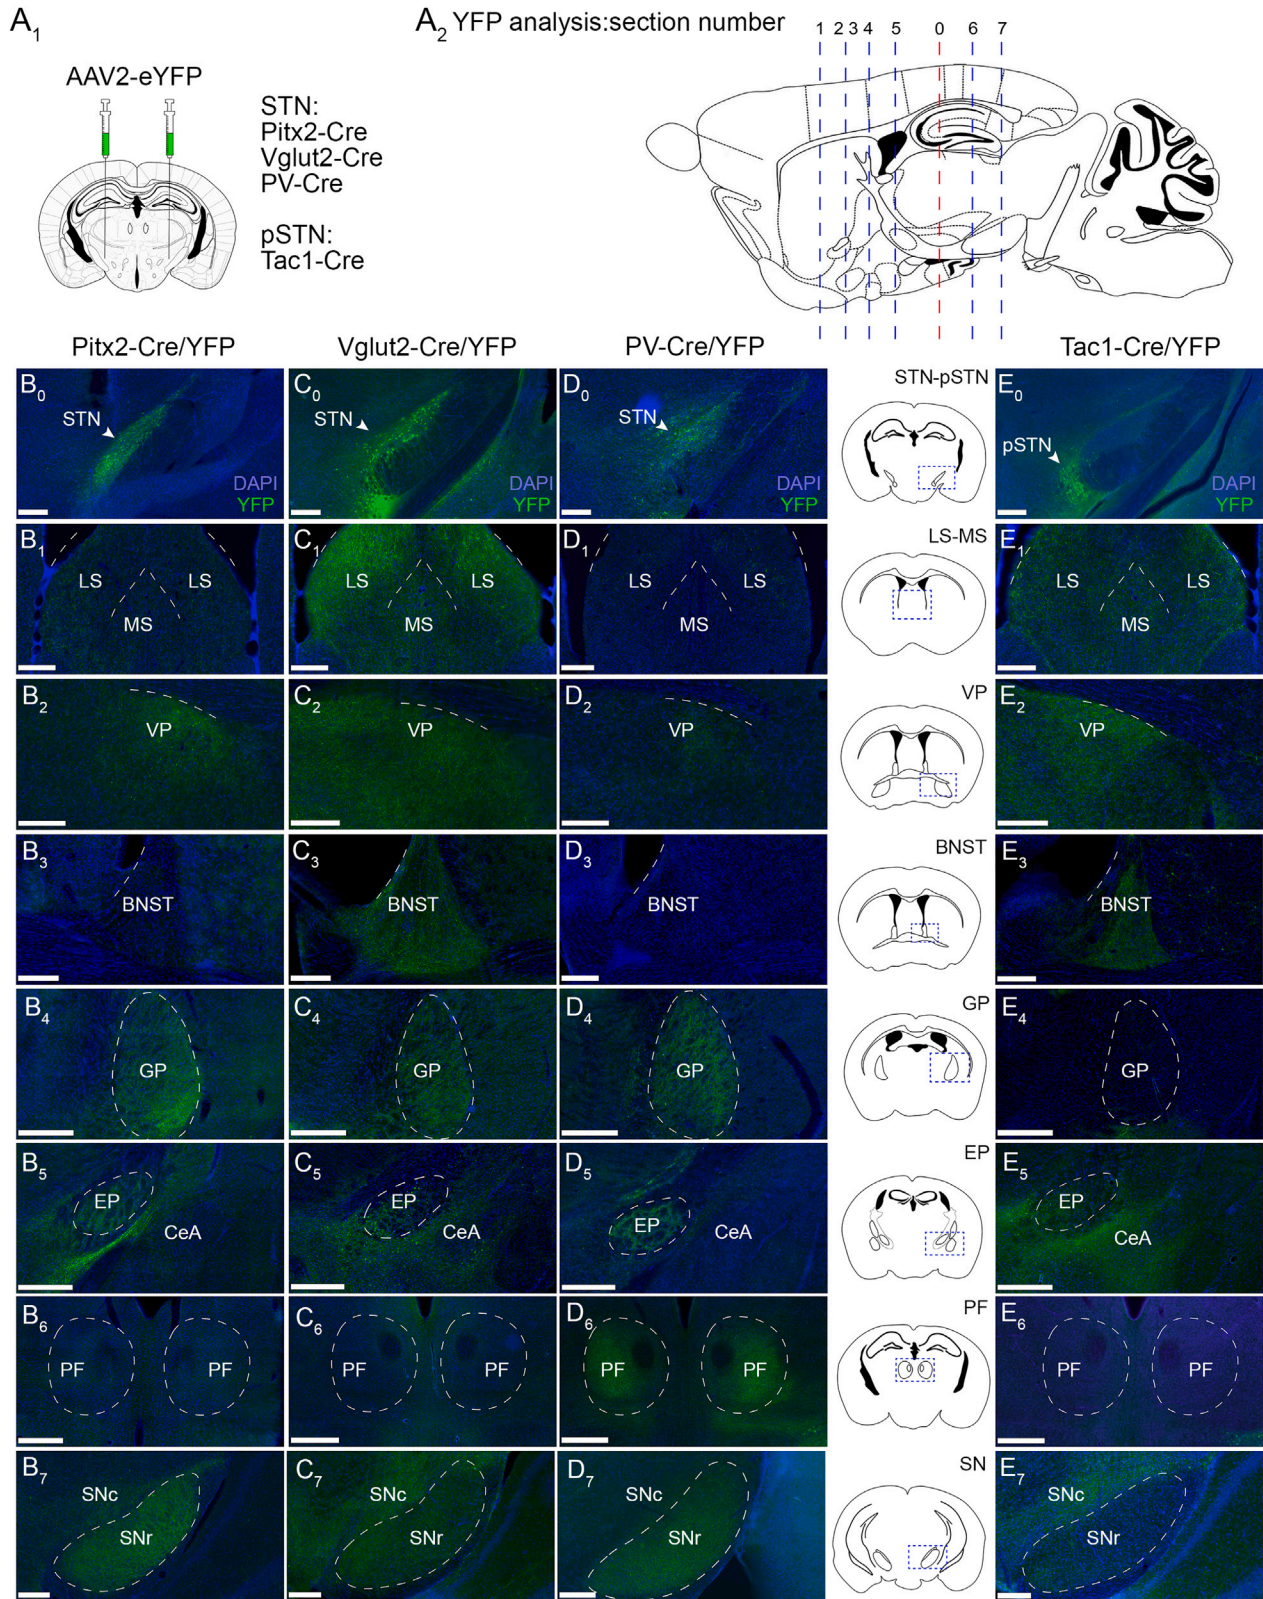 A1
A2 YFP analysis:section number
1 2 3 4 5 0 6 7
AAV2-eYFP
STN:
Pitx2-Cre
Vglut2-Cre
PV-Cre
pSTN:
Tac1-Cre
Pitx2-Cre/YFP
Vglut2-Cre/YFP
PV-Cre/YFP
Tac1-Cre/YFP
B0
STN
DAPI
YFP
C0
STN
DAPI
YFP
D0
STN
DAPI
YFP
STN-pSTN
E0
pSTN
DAPI
YFP
B1
LS
LS
MS
C1
LS
LS
MS
D1
LS
LS
MS
LS-MS
E1
LS
LS
MS
B2
VP
C2
VP
D2
VP
VP
E2
VP
B3
BNST
C3
BNST
D3
BNST
BNST
E3
BNST
B4
GP
C4
GP
D4
GP
GP
E4
GP
B5
EP
CeA
C5
EP
CeA
D5
EP
CeA
EP
E5
EP
CeA
B6
PF
PF
C6
PF
PF
D6
PF
PF
PF
E6
PF
PF
B7
SNc
SNr
C7
SNc
SNr
D7
SNc
SNr
SN
E7
SNc
SNr